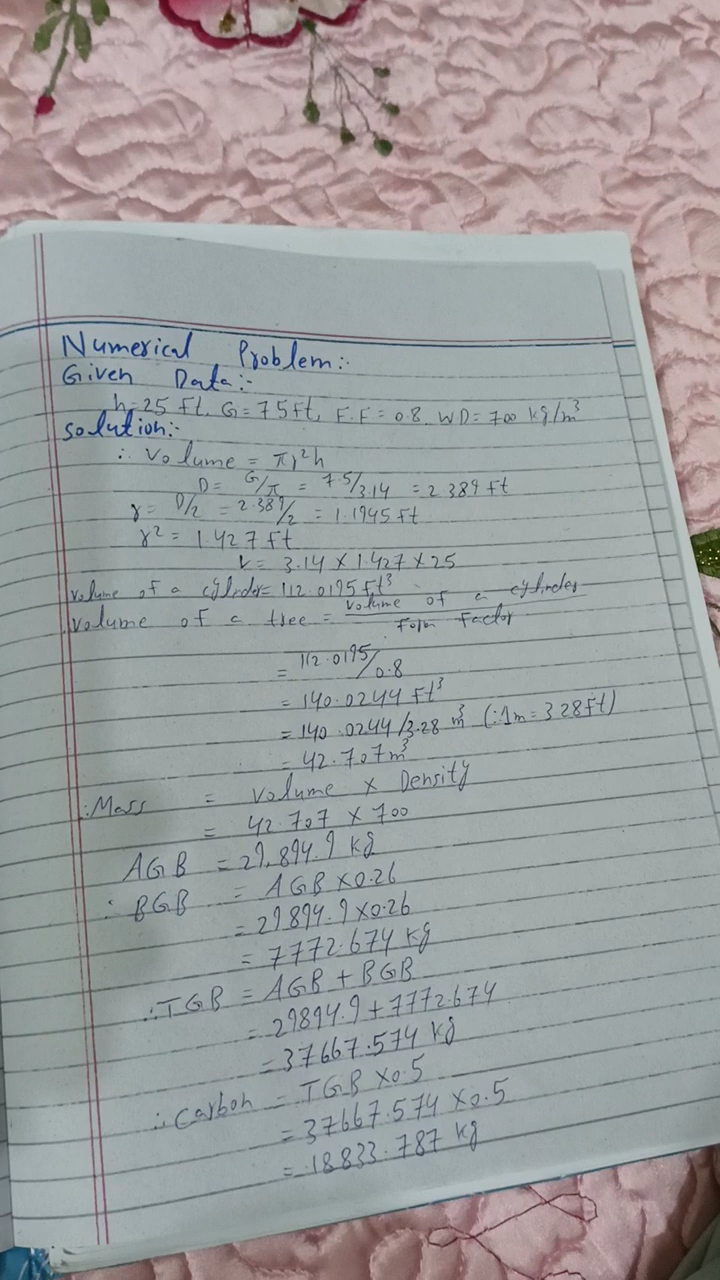 Numerical Problem:-
Given Data:-
h=25 ft, G=7.5ft, F.F=0.8, WD=700 kg/m³
Solution:-
∴ Volume = πr²h
D= G/π = 7.5/3.14 = 2.389 ft
r= D/2 = 2.389/2 = 1.1945 ft
r² = 1.427 ft
V= 3.14 × 1.427 × 25
Volume of a cylinder= 112.0195 ft³
Volume of a tree = Volume of a cylinder / Form Factor
= 112.0195/0.8
= 140.0244 ft³
= 140.0244/3.28 m³ (∴1m=3.28ft)
= 42.707m³
∴Mass = Volume × Density
= 42.707 × 700
AGB = 29,894.9 kg
∴ BGB = AGB ×0.26
= 29894.9 ×0.26
= 7772.674 kg
∴TGB = AGB + BGB
= 29894.9+7772.674
= 37667.574 kg
∴ Carbon = TGB ×0.5
= 37667.574 ×0.5
= 18833.787 kg